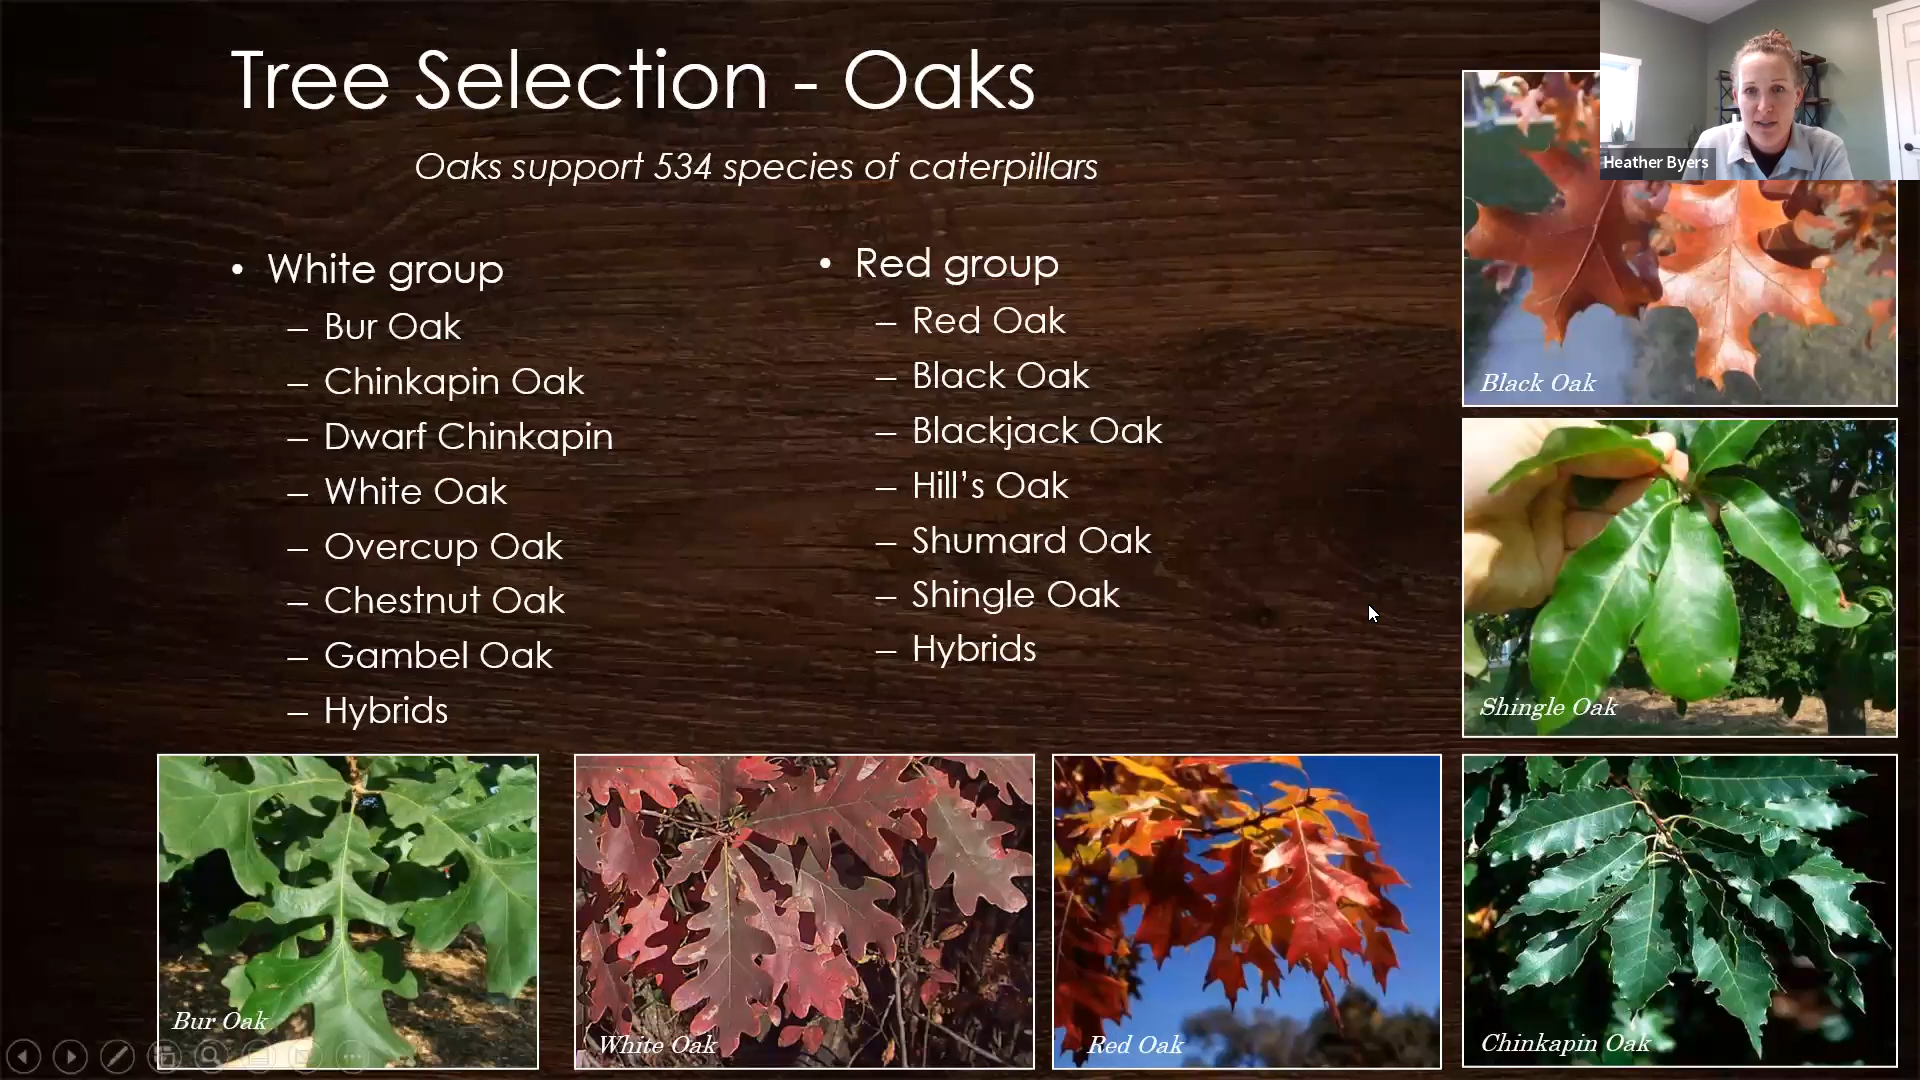 Tree Selection - Oaks
Oaks support 534 species of caterpillars
• White group
– Bur Oak
– Chinkapin Oak
– Dwarf Chinkapin
– White Oak
– Overcup Oak
– Chestnut Oak
– Gambel Oak
– Hybrids
• Red group
– Red Oak
– Black Oak
– Blackjack Oak
– Hill’s Oak
– Shumard Oak
– Shingle Oak
– Hybrids
Heather Byers
Black Oak
Shingle Oak
Bur Oak
White Oak
Red Oak
Chinkapin Oak